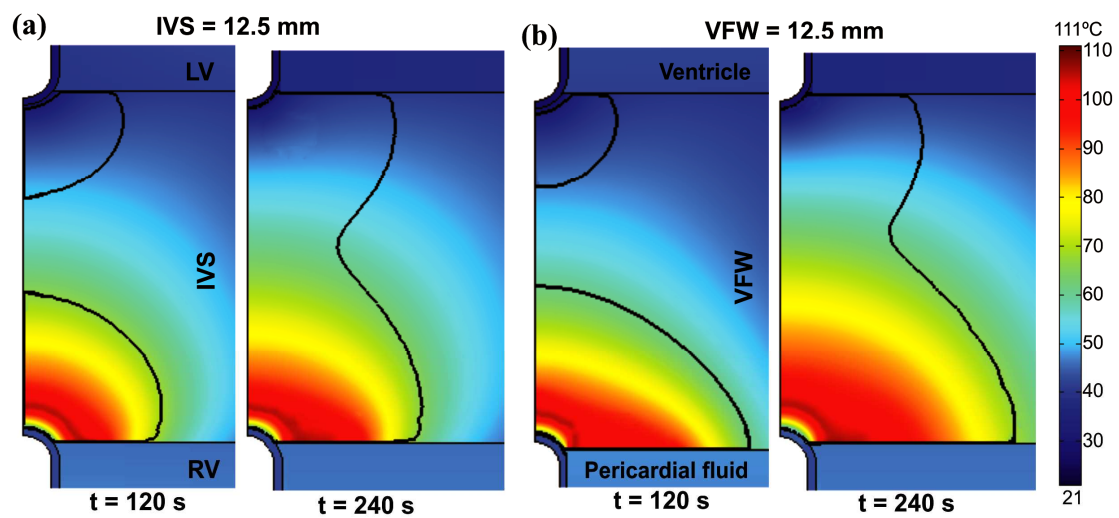 (a)
IVS = 12.5 mm
LV
IVS
RV
t = 120 s
t = 240 s
(b)
VFW = 12.5 mm
Ventricle
VFW
Pericardial fluid
t = 120 s
t = 240 s
111ºC
110
100
90
80
70
60
50
40
30
21